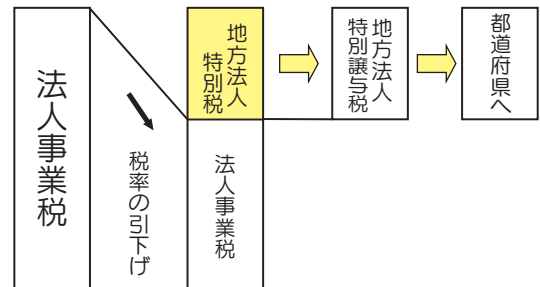 法人事業税
税率の引下げ
地方法人
特別税
法人事業税
地方法人
特別譲与税
都道府県へ